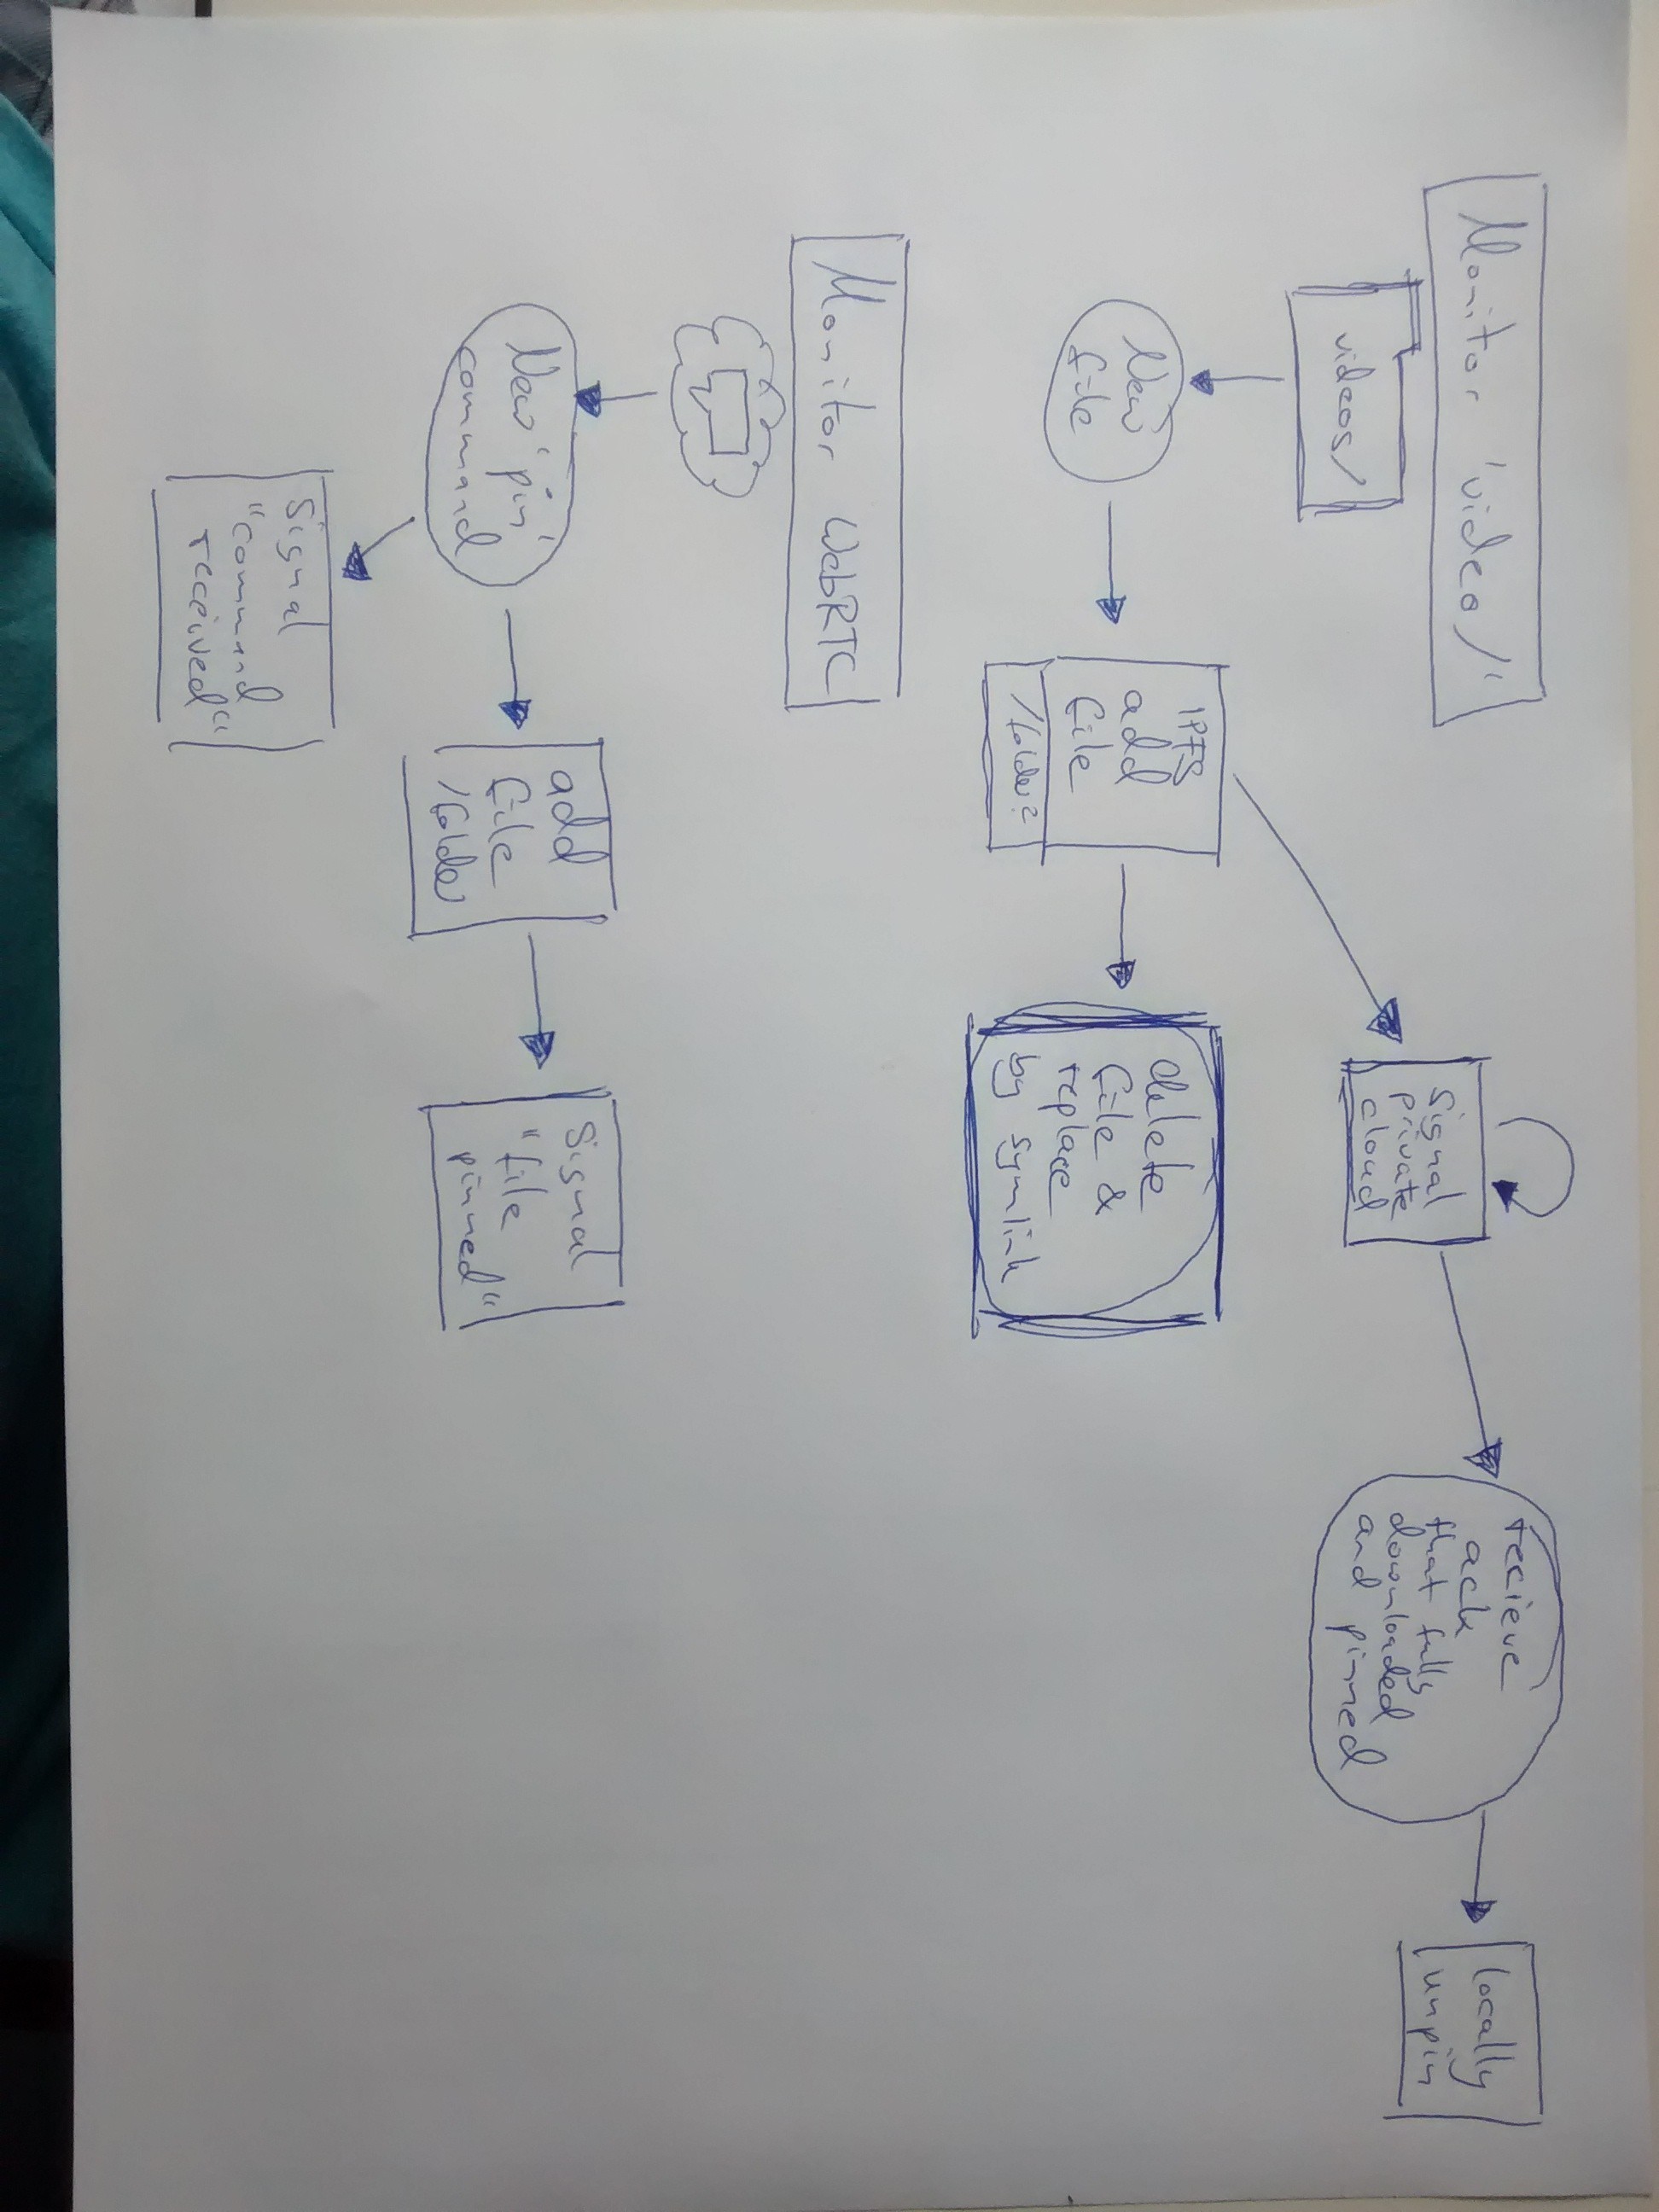 Monitor 'video/'
videos/
New
file
IPFS
add
file
/folder?
signal
private
cloud
recieve
ack
that fully
downloaded
and pinned
locally
unpin
delete
file &
replace
by symlink
Monitor WebRTC
New 'pin'
command
add
file
/folder
Signal
"file
pinned"
Signal
"command
received"